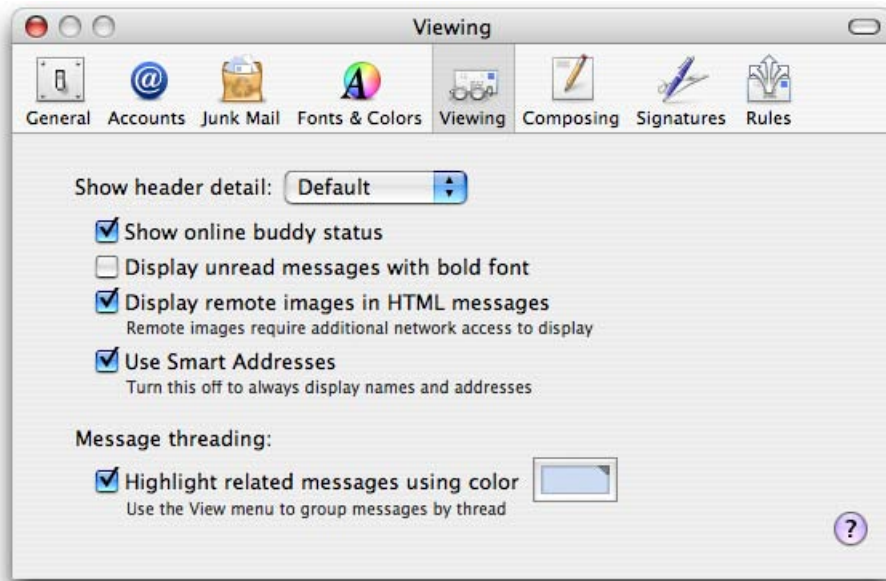 Viewing
General Accounts Junk Mail Fonts & Colors Viewing Composing Signatures Rules
Show header detail: Default
Show online buddy status
Display unread messages with bold font
Display remote images in HTML messages
Remote images require additional network access to display
Use Smart Addresses
Turn this off to always display names and addresses
Message threading:
Highlight related messages using color
Use the View menu to group messages by thread
?